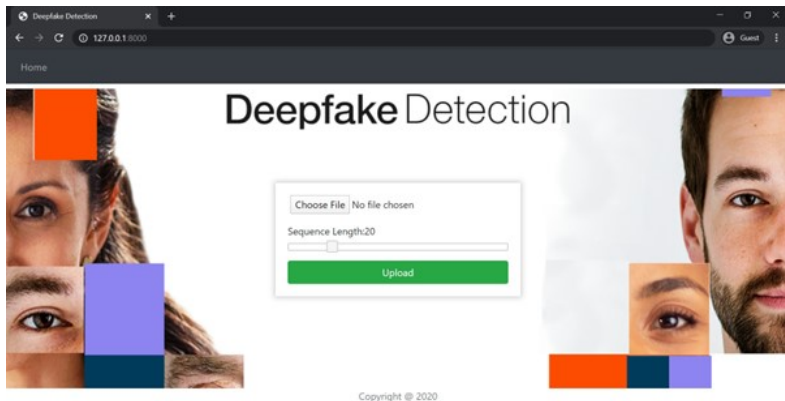 Deepfake Detection
127.0.0.1:8000
Guest
Home
Deepfake Detection
Choose File No file chosen
Sequence Length:20
Upload
Copyright @ 2020